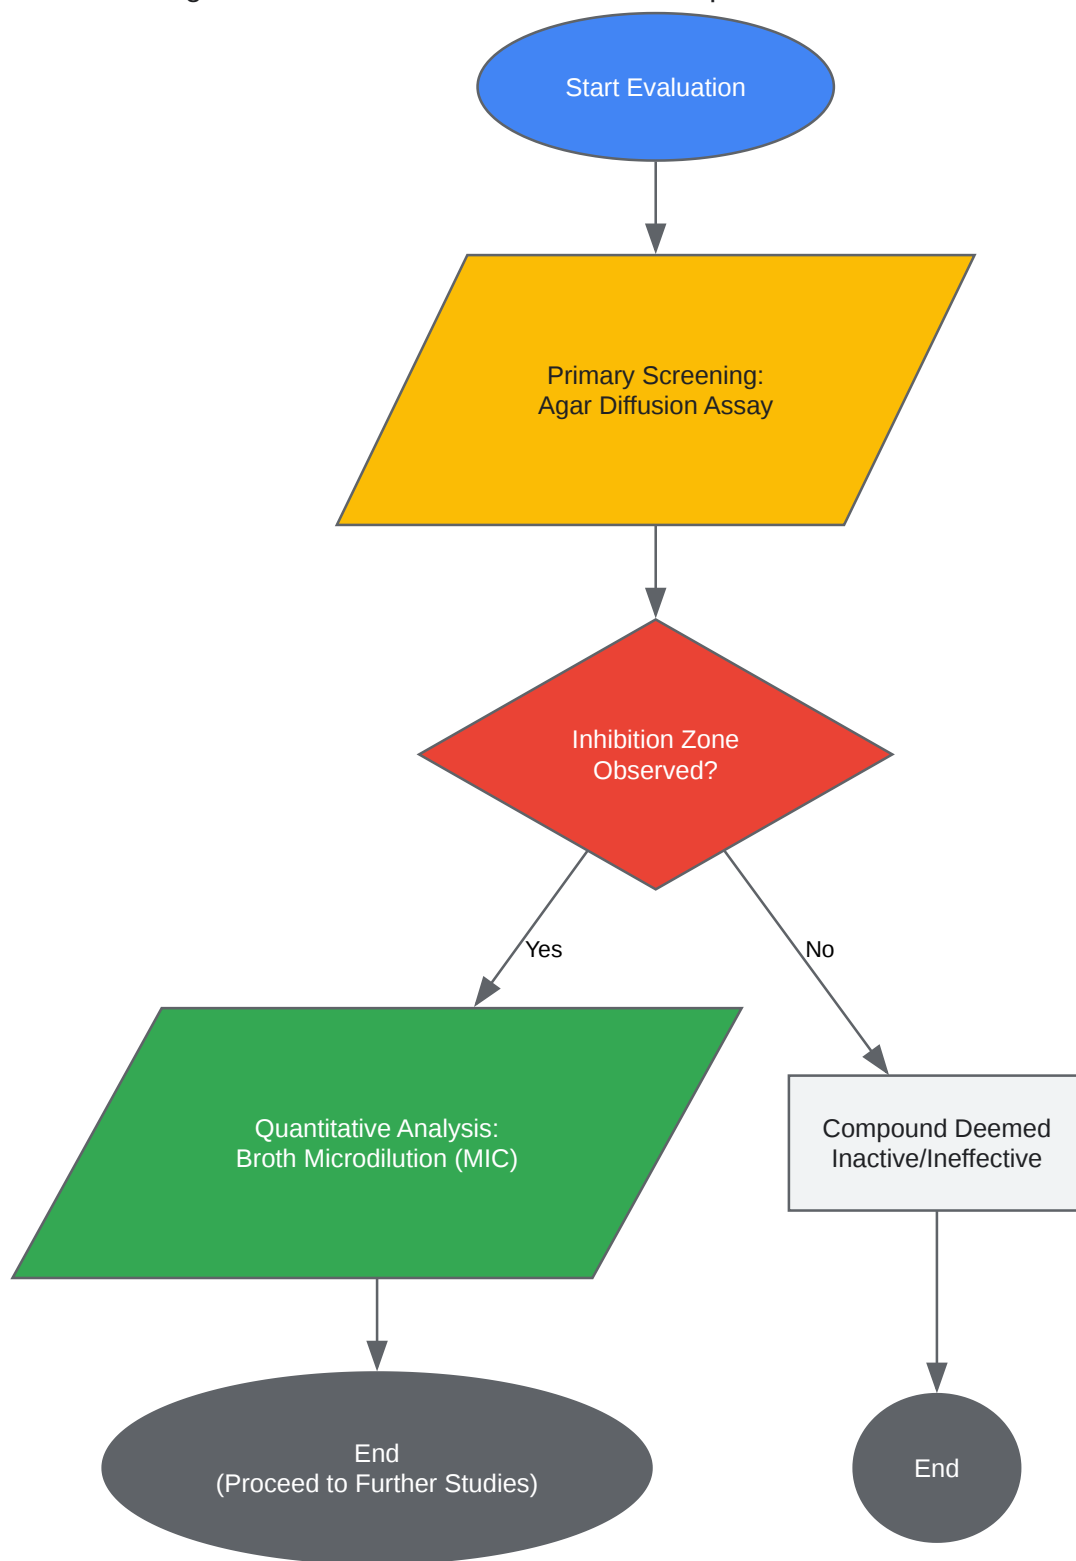 Start Evaluation
Primary Screening:
Agar Diffusion Assay
Inhibition Zone
Observed?
Yes
No
Quantitative Analysis:
Broth Microdilution (MIC)
Compound Deemed
Inactive/Ineffective
End
(Proceed to Further Studies)
End